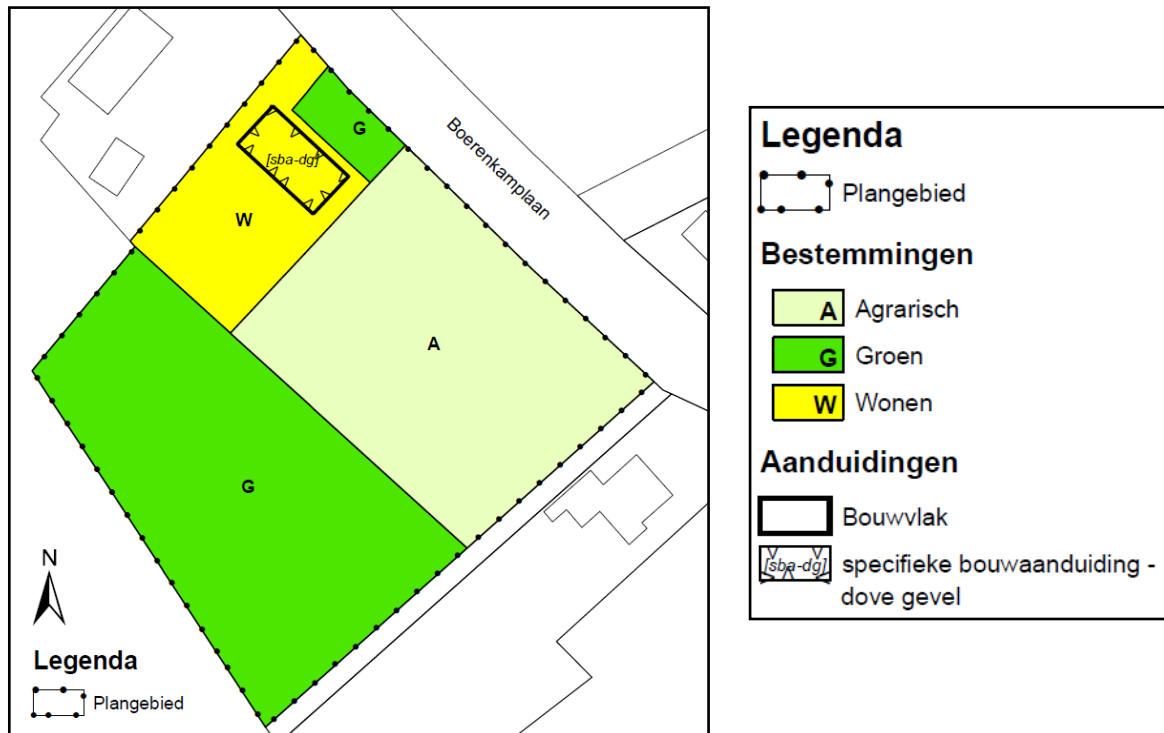 G
Boerenkamplaan
[sba-dg]
W
A
G
N
Legenda
Plangebied
Legenda
Plangebied
Bestemmingen
A Agrarisch
G Groen
W Wonen
Aanduidingen
Bouwvlak
[sba-dg] specifieke bouwaanduiding -
dove gevel